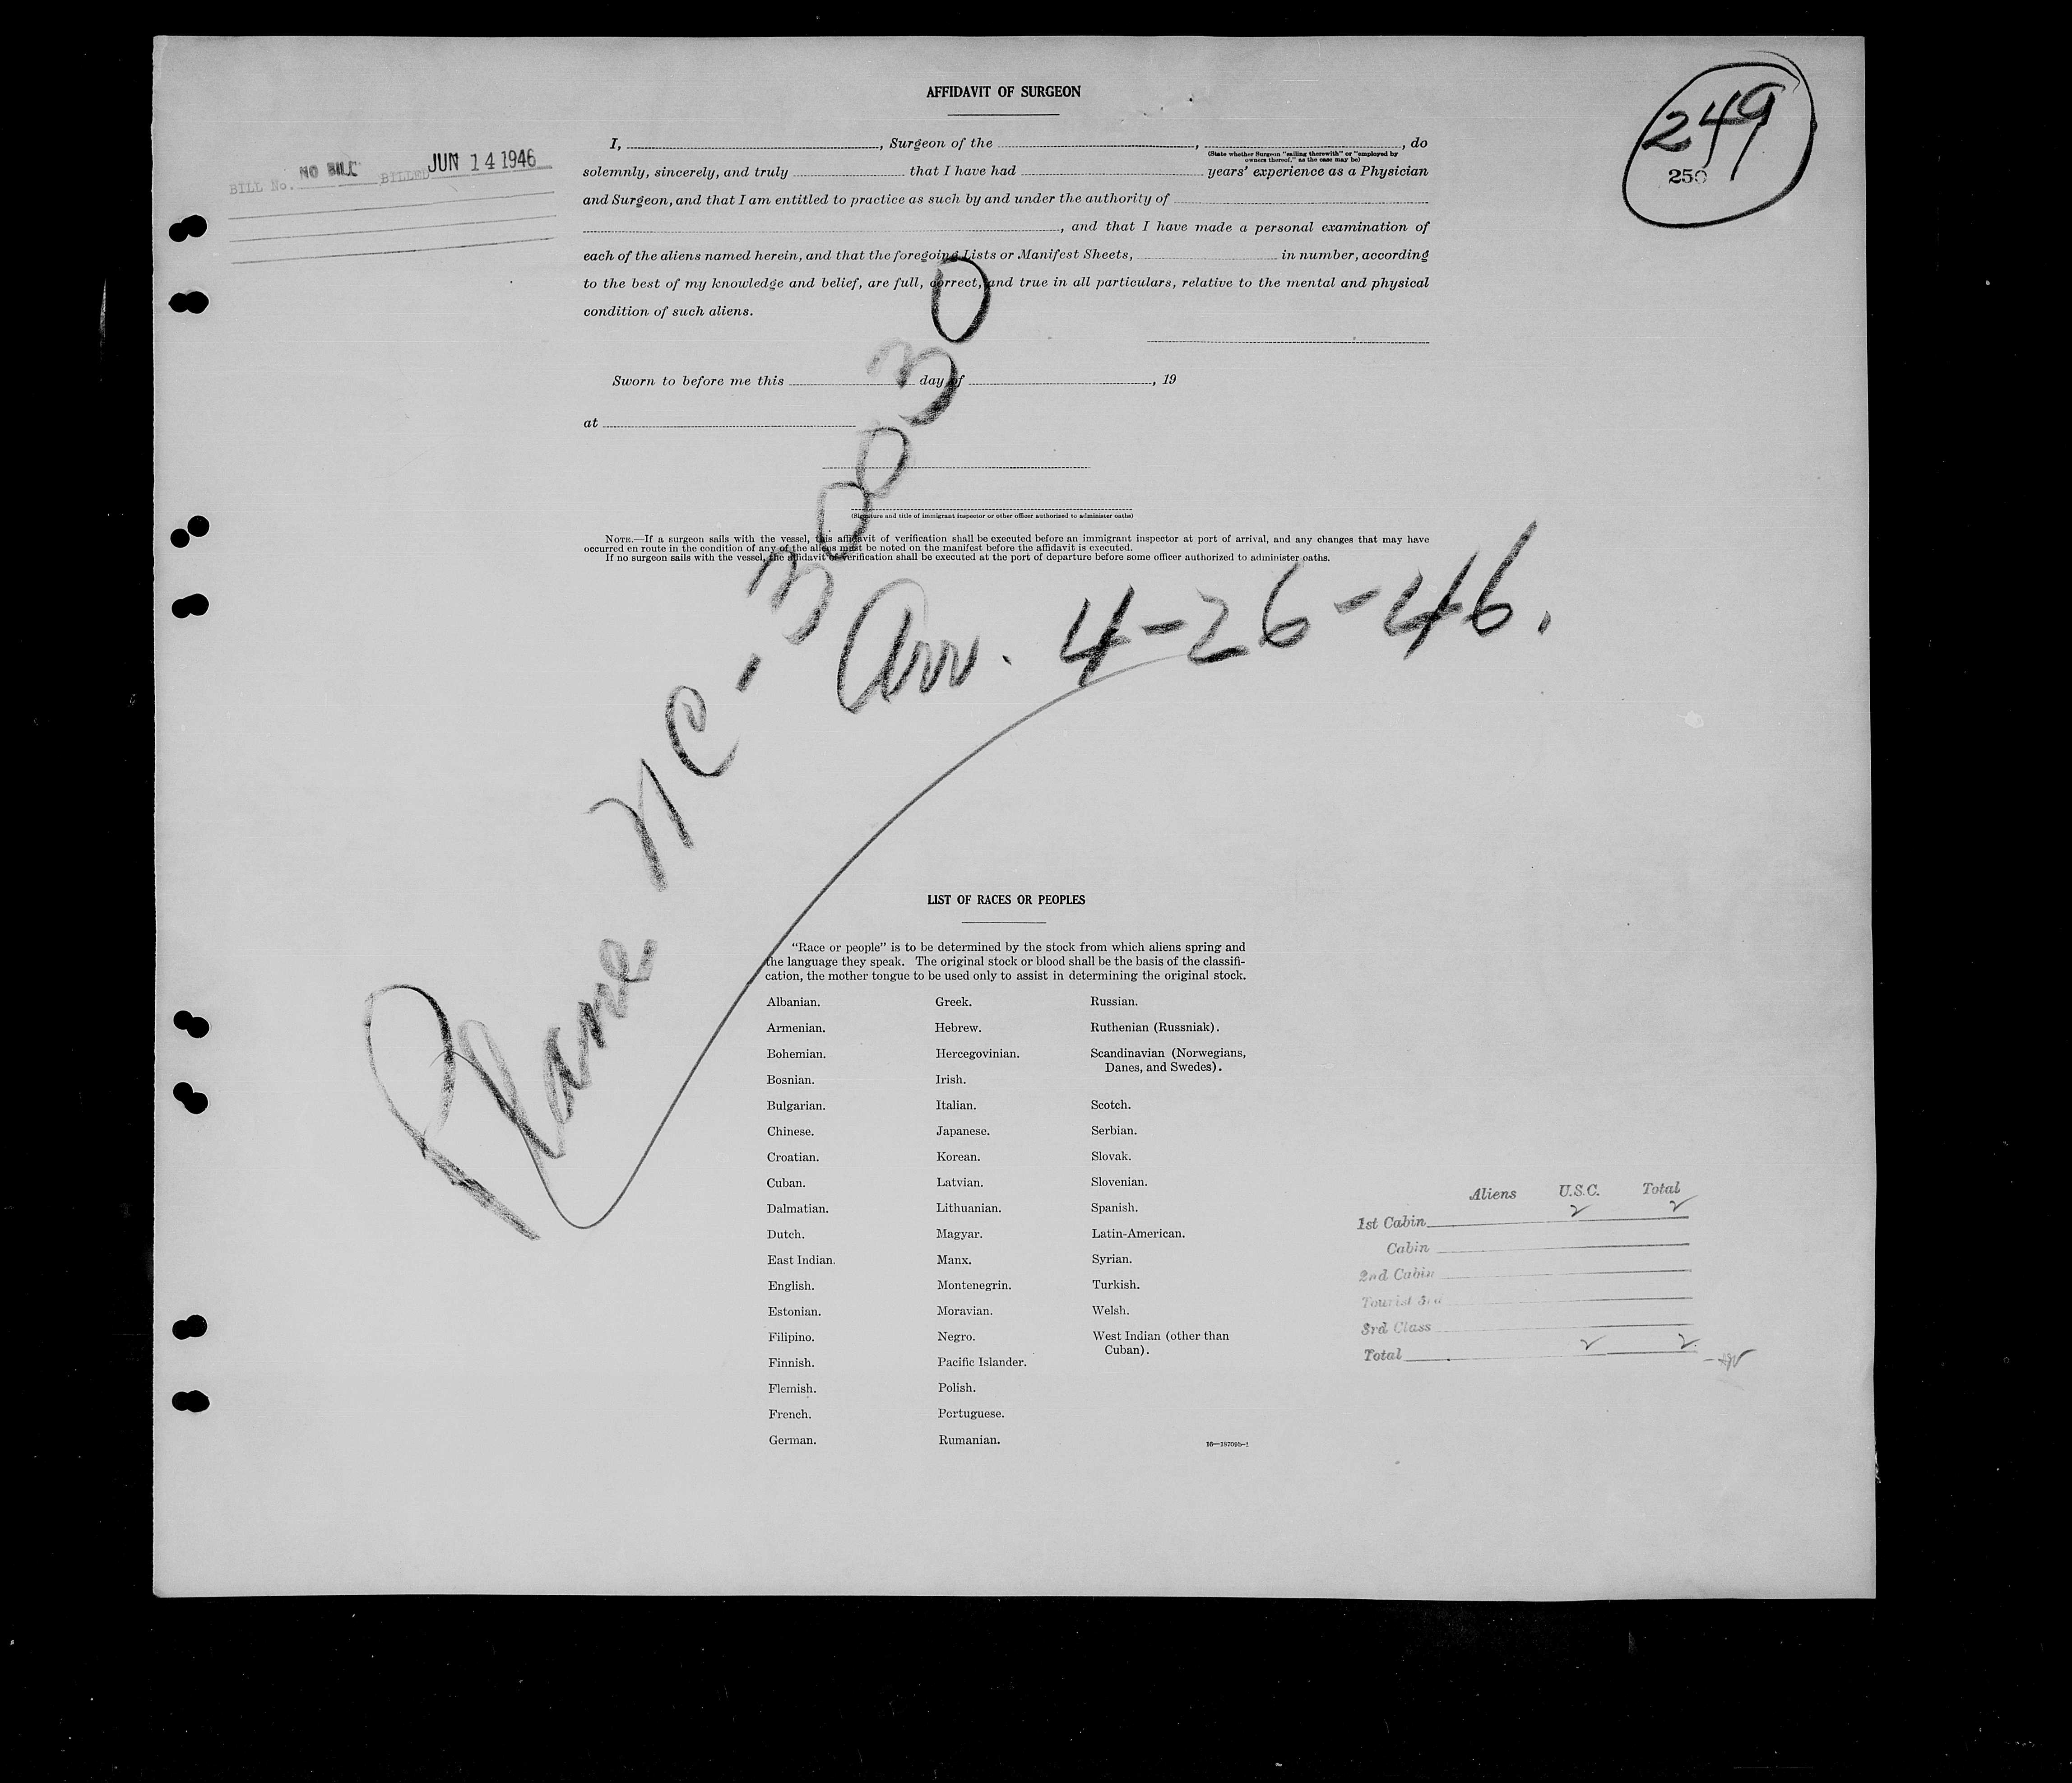 AFFIDAVIT OF SURGEON
249
250
BILL No. NO BILL BILLED JUN 14 1946
I, , Surgeon of the , , do
(State whether Surgeon "sailing therewith" or "employed by
owners thereof," as the case may be)
solemnly, sincerely, and truly that I have had years' experience as a Physician
and Surgeon, and that I am entitled to practice as such by and under the authority of
, and that I have made a personal examination of
each of the aliens named herein, and that the foregoing Lists or Manifest Sheets, in number, according
to the best of my knowledge and belief, are full, correct, and true in all particulars, relative to the mental and physical
condition of such aliens.
Sworn to before me this day of , 19
at
(Signature and title of immigrant inspector or other officer authorized to administer oaths)
NOTE.—If a surgeon sails with the vessel, this affidavit of verification shall be executed before an immigrant inspector at port of arrival, and any changes that may have
occurred en route in the condition of any of the aliens must be noted on the manifest before the affidavit is executed.
If no surgeon sails with the vessel, the affidavit of verification shall be executed at the port of departure before some officer authorized to administer oaths.
Plane NC-30030
Arr. 4-26-46.
LIST OF RACES OR PEOPLES
"Race or people" is to be determined by the stock from which aliens spring and
the language they speak. The original stock or blood shall be the basis of the classifi-
cation, the mother tongue to be used only to assist in determining the original stock.
Albanian.
Armenian.
Bohemian.
Bosnian.
Bulgarian.
Chinese.
Croatian.
Cuban.
Dalmatian.
Dutch.
East Indian.
English.
Estonian.
Filipino.
Finnish.
Flemish.
French.
German.
Greek.
Hebrew.
Hercegovinian.
Irish.
Italian.
Japanese.
Korean.
Latvian.
Lithuanian.
Magyar.
Manx.
Montenegrin.
Moravian.
Negro.
Pacific Islander.
Polish.
Portuguese.
Rumanian.
Russian.
Ruthenian (Russniak).
Scandinavian (Norwegians,
Danes, and Swedes).
Scotch.
Serbian.
Slovak.
Slovenian.
Spanish.
Latin-American.
Syrian.
Turkish.
Welsh.
West Indian (other than
Cuban).
16—18709b-1
Aliens U.S.C. Total
1st Cabin 2 2
Cabin
2nd Cabin
Tourist 3rd
3rd Class
Total 2 2